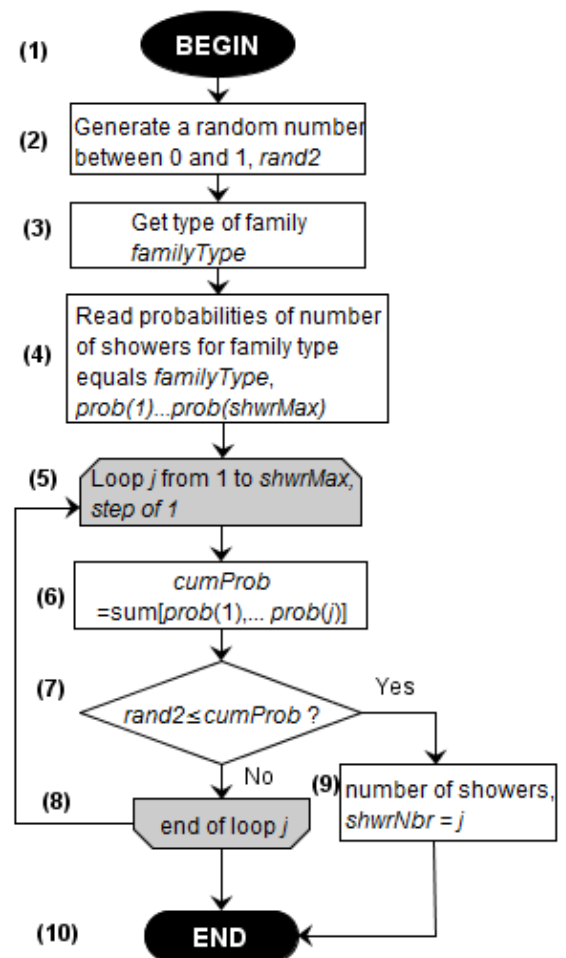 (1)
BEGIN
(2)
Generate a random number
between 0 and 1, rand2
(3)
Get type of family
familyType
(4)
Read probabilities of number
of showers for family type
equals familyType,
prob(1)...prob(shwrMax)
(5)
Loop j from 1 to shwrMax,
step of 1
(6)
cumProb
=sum[prob(1),... prob(j)]
(7)
rand2≤cumProb ?
Yes
No
(8)
end of loop j
(9)
number of showers,
shwrNbr = j
(10)
END